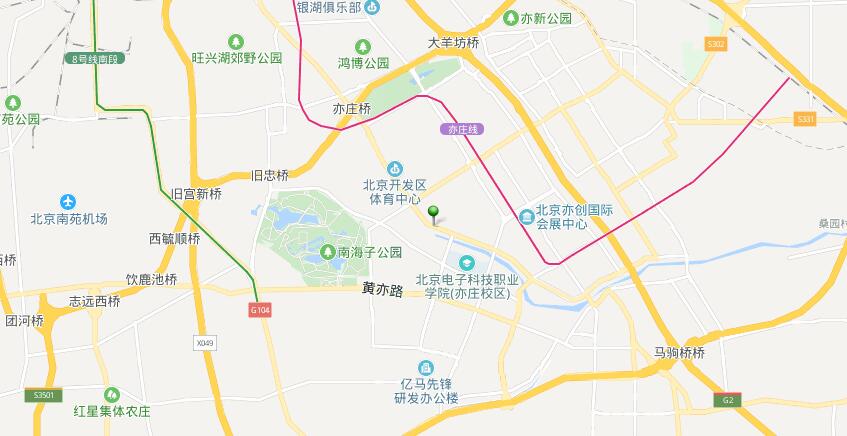 银湖俱乐部
亦新公园
大羊坊桥
S302
旺兴湖郊野公园
鸿博公园
8号线南段
苑公园
亦庄桥
亦庄线
S331
旧忠桥
北京开发区
体育中心
旧宫新桥
北京南苑机场
北京亦创国际
会展中心
桑园村
西毓顺桥
南海子公园
饮鹿池桥
北京电子科技职业
学院(亦庄校区)
黄亦路
志远西桥
G104
团河桥
X049
马驹桥桥
亿马先锋
研发办公楼
S3501
G2
红星集体农庄